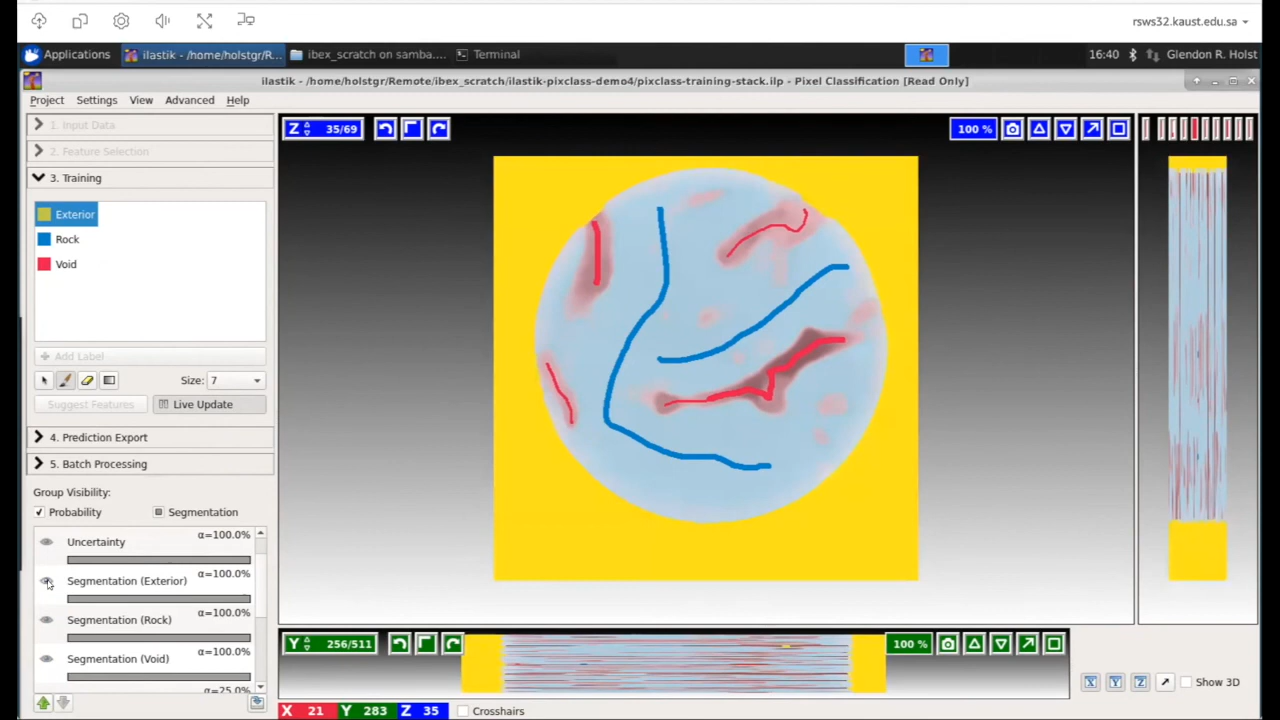 rsws32.kaust.edu.sa
Applications
ilastik - /home/holstgr/R...
ibex_scratch on samba....
Terminal
16:40
Glendon R. Holst
ilastik - /home/holstgr/Remote/ibex_scratch/ilastik-pixclass-demo4/pixclass-training-stack.ilp - Pixel Classification [Read Only]
Project Settings View Advanced Help
1. Input Data
2. Feature Selection
3. Training
Exterior
Rock
Void
Add Label
Size: 7
Suggest Features
Live Update
4. Prediction Export
5. Batch Processing
Group Visibility:
Probability
Segmentation
α=100.0%
Uncertainty
α=100.0%
Segmentation (Exterior)
α=100.0%
Segmentation (Rock)
α=100.0%
Segmentation (Void)
α=25.0%
Z 35/69
100 %
Y 256/511
100 %
X Y Z
Show 3D
X 21 Y 283 Z 35
Crosshairs